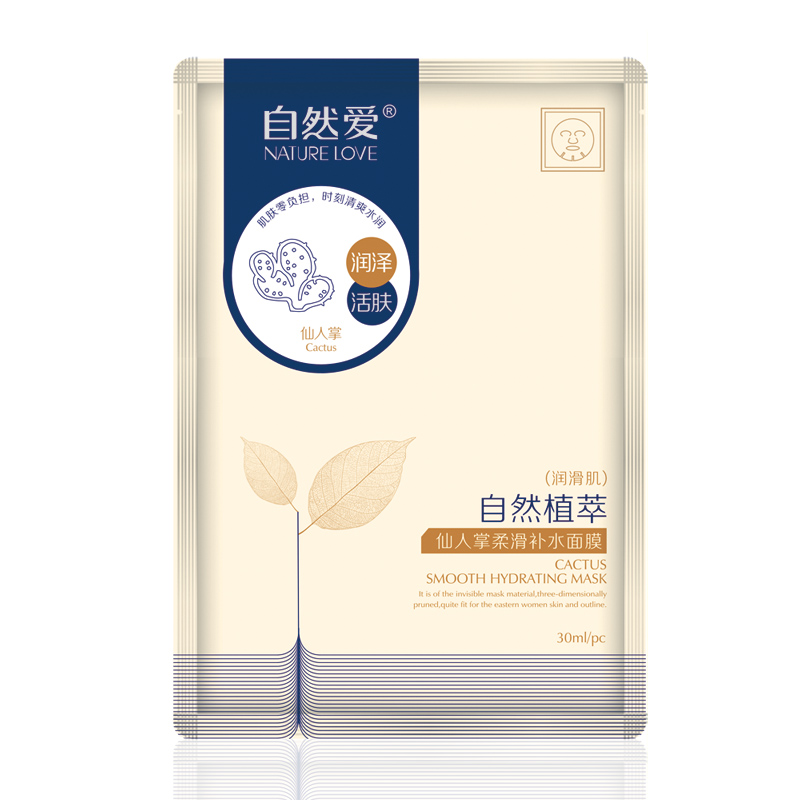 自然爱®
NATURE LOVE
肌肤零负担，时刻清爽水润
润泽
活肤
仙人掌
Cactus
(润滑肌)
自然植萃
仙人掌柔滑补水面膜
CACTUS
SMOOTH HYDRATING MASK
It is of the invisible mask material,three-dimensionally
pruned,quite fit for the eastern women skin and outline.
30ml/pc